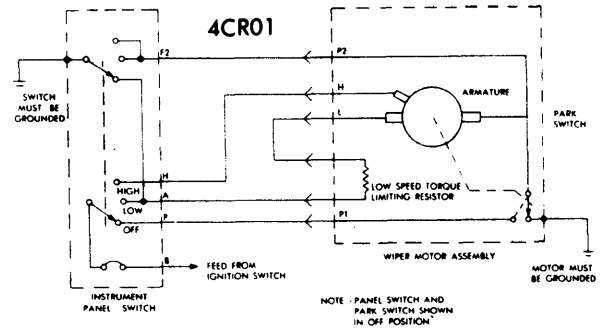 4CR01
F2
P2
H
L
ARMATURE
SWITCH
MUST BE
GROUNDED
PARK
SWITCH
H
HIGH
LOW
A
OFF
P
P1
LOW SPEED TORQUE
LIMITING RESISTOR
B
FEED FROM
IGNITION SWITCH
WIPER MOTOR ASSEMBLY
MOTOR MUST
BE GROUNDED
INSTRUMENT
PANEL SWITCH
NOTE - PANEL SWITCH AND
PARK SWITCH SHOWN
IN OFF POSITION